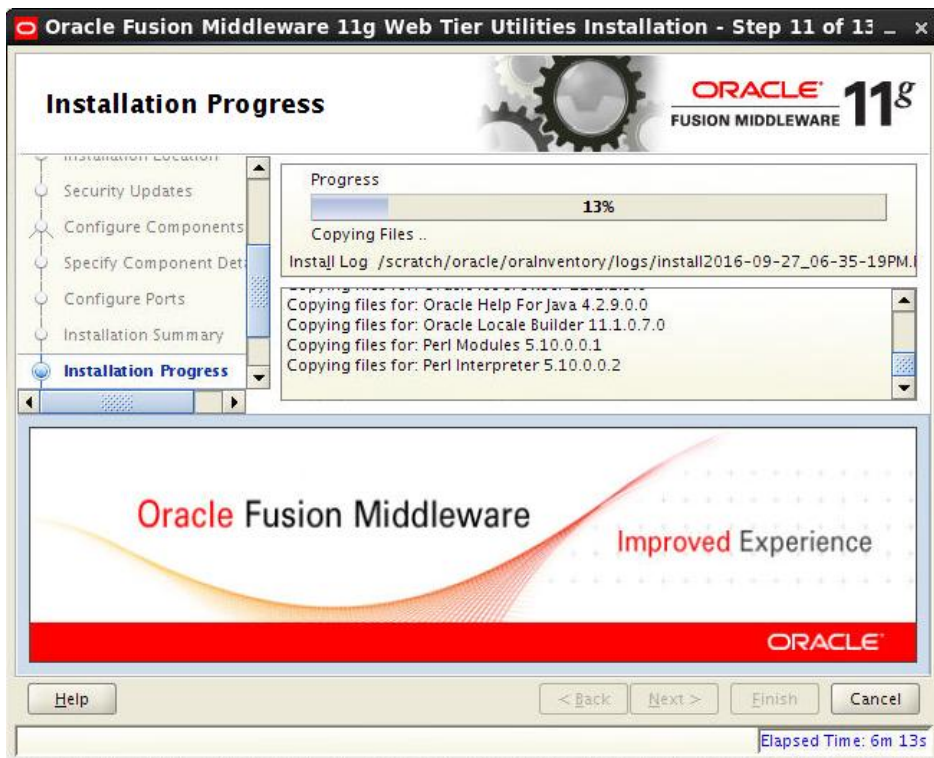 Oracle Fusion Middleware 11g Web Tier Utilities Installation - Step 11 of 13
Installation Progress
ORACLE
FUSION MIDDLEWARE
11g
Installation Location
Security Updates
Configure Components
Specify Component Det
Configure Ports
Installation Summary
Installation Progress
Progress
13%
Copying Files ..
Install Log /scratch/oracle/oraInventory/logs/install2016-09-27_06-35-19PM.
Copying files for: Oracle Help For Java 4.2.9.0.0
Copying files for: Oracle Locale Builder 11.1.0.7.0
Copying files for: Perl Modules 5.10.0.0.1
Copying files for: Perl Interpreter 5.10.0.0.2
Oracle Fusion Middleware
Improved Experience
ORACLE
Help
< Back
Next >
Finish
Cancel
Elapsed Time: 6m 13s